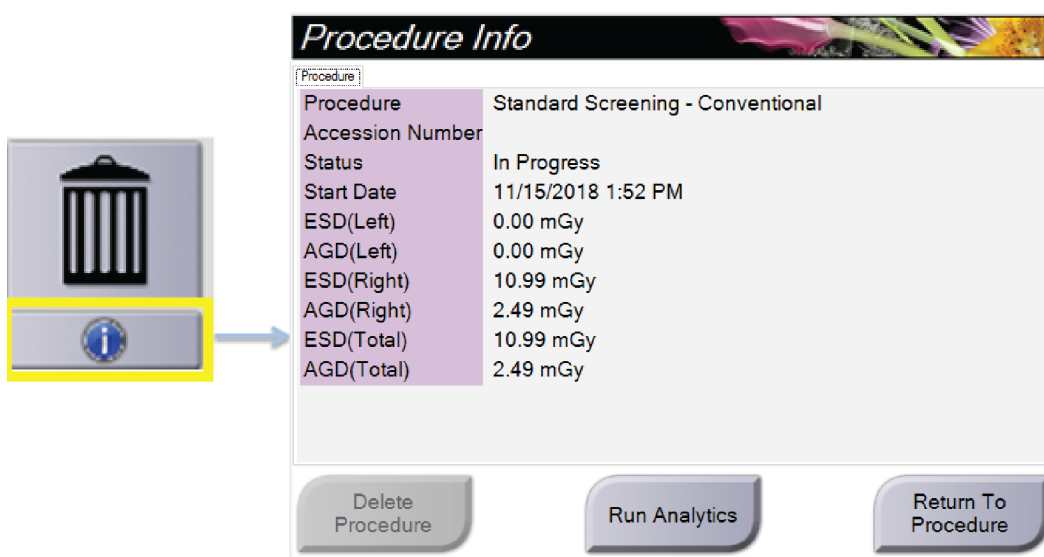 Procedure Info
Procedure
Procedure Standard Screening - Conventional
Accession Number
Status In Progress
Start Date 11/15/2018 1:52 PM
ESD(Left) 0.00 mGy
AGD(Left) 0.00 mGy
ESD(Right) 10.99 mGy
AGD(Right) 2.49 mGy
ESD(Total) 10.99 mGy
AGD(Total) 2.49 mGy
i
Delete
Procedure
Run Analytics
Return To
Procedure